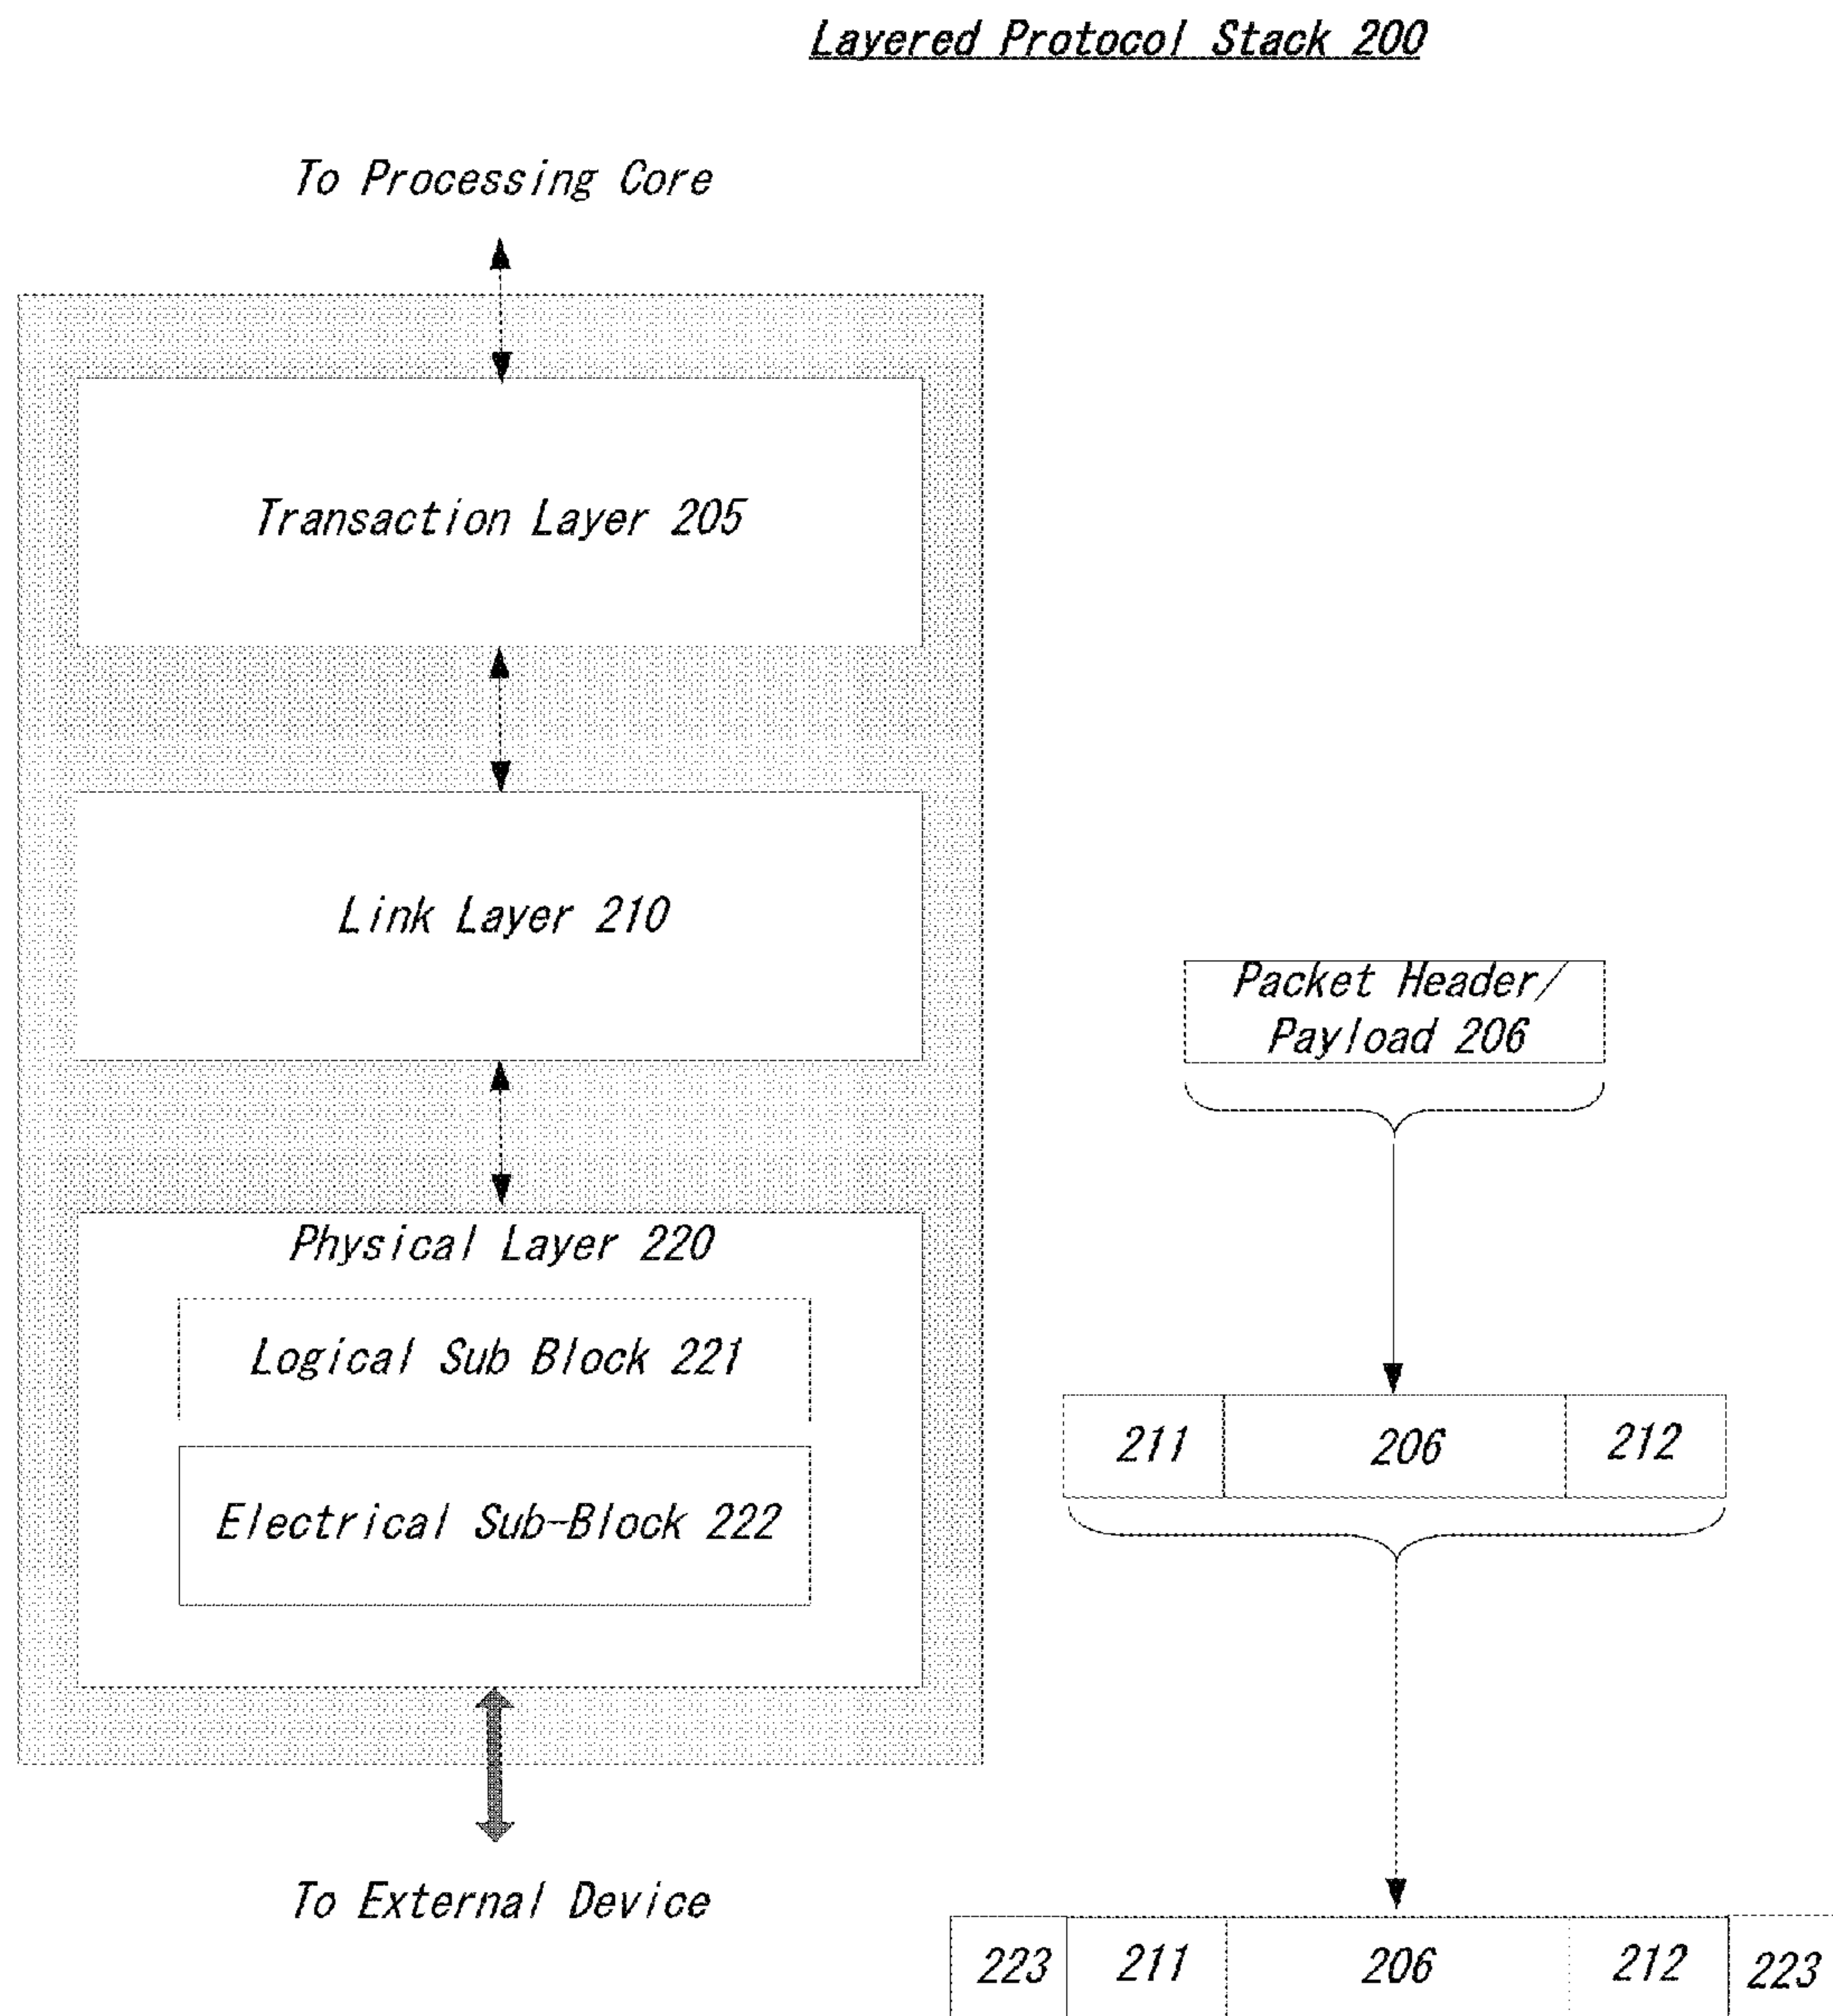 Layered Protocol Stack 200
To Processing Core
Transaction Layer 205
Link Layer 210
Packet Header/
Payload 206
Physical Layer 220
Logical Sub Block 221
Electrical Sub-Block 222
211 206 212
To External Device
223 211 206 212 223